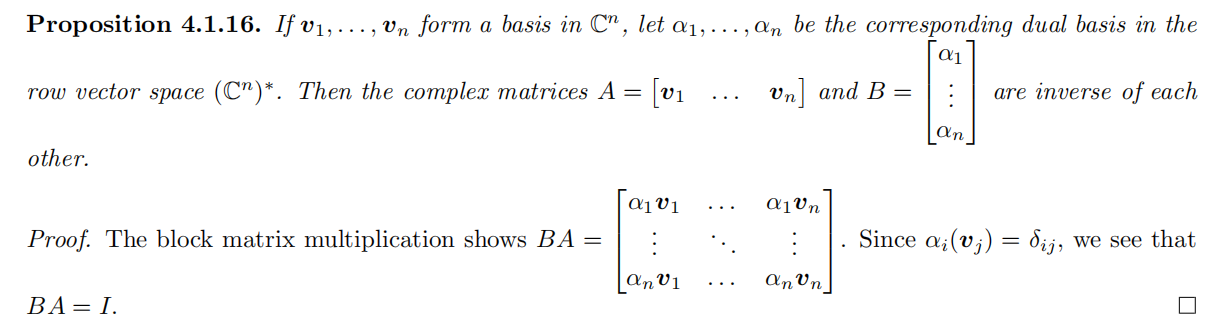 Proposition 4.1.16. If v₁, . . . , vₙ form a basis in ℂⁿ, let α₁, . . . , αₙ be the corresponding dual basis in the
row vector space (ℂⁿ)*. Then the complex matrices A = [v₁ … vₙ] and B = [α₁ ⋮ αₙ] are inverse of each
other.
Proof. The block matrix multiplication shows BA = [α₁v₁ … α₁vₙ ⋮ ⋱ ⋮ αₙv₁ … αₙvₙ]. Since αᵢ(vⱼ) = δᵢⱼ, we see that
BA = I. □